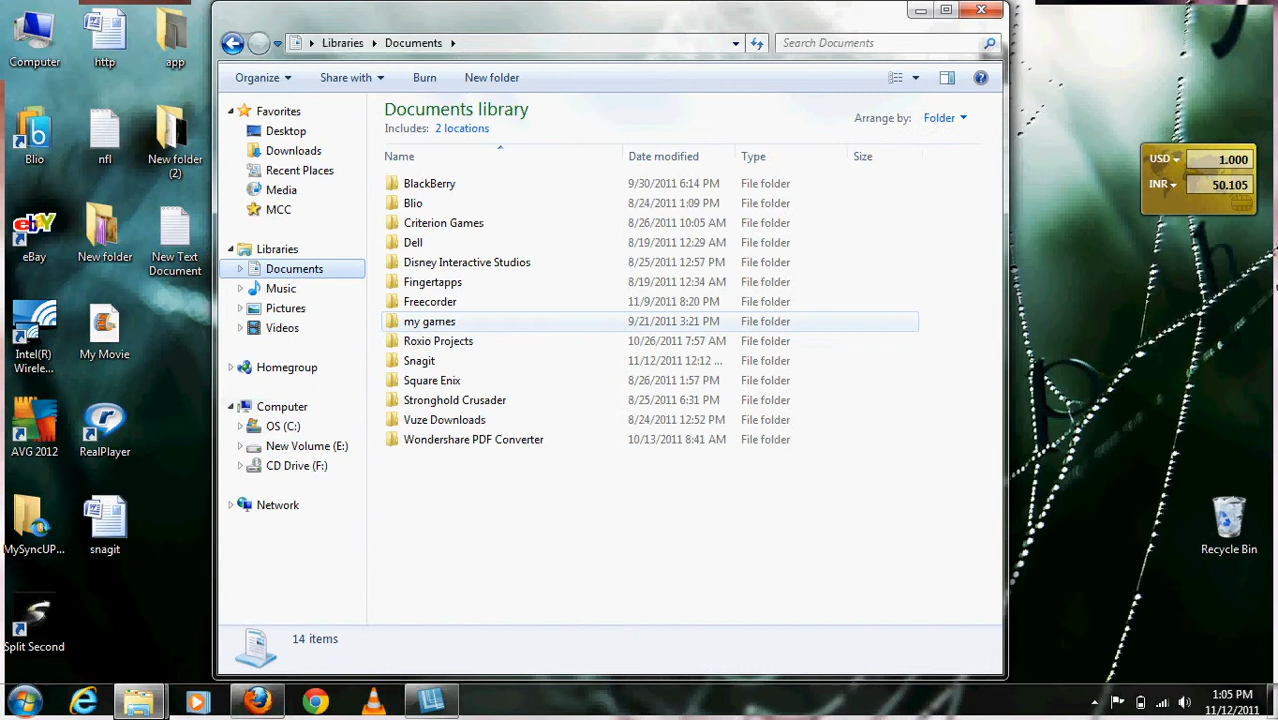 Computer
http
app
Blio
nfl
New folder
(2)
eBay
New folder
New Text
Document
Intel(R)
Wirele...
My Movie
AVG 2012
RealPlayer
MySyncUP...
snagit
Split Second
Libraries
Documents
Search Documents
Organize
Share with
Burn
New folder
Favorites
Desktop
Downloads
Recent Places
Media
MCC
Libraries
Documents
Music
Pictures
Videos
Homegroup
Computer
OS (C:)
New Volume (E:)
CD Drive (F:)
Network
Documents library
Includes: 2 locations
Arrange by: Folder
Name Date modified Type Size
BlackBerry 9/30/2011 6:14 PM File folder
Blio 8/24/2011 1:09 PM File folder
Criterion Games 8/26/2011 10:05 AM File folder
Dell 8/19/2011 12:29 AM File folder
Disney Interactive Studios 8/25/2011 12:57 PM File folder
Fingertapps 8/19/2011 12:34 AM File folder
Freecorder 11/9/2011 8:20 PM File folder
my games 9/21/2011 3:21 PM File folder
Roxio Projects 10/26/2011 7:57 AM File folder
Snagit 11/12/2011 12:12 ... File folder
Square Enix 8/26/2011 1:57 PM File folder
Stronghold Crusader 8/25/2011 6:31 PM File folder
Vuze Downloads 8/24/2011 12:52 PM File folder
Wondershare PDF Converter 10/13/2011 8:41 AM File folder
14 items
USD 1.000
INR 50.105
Recycle Bin
1:05 PM
11/12/2011